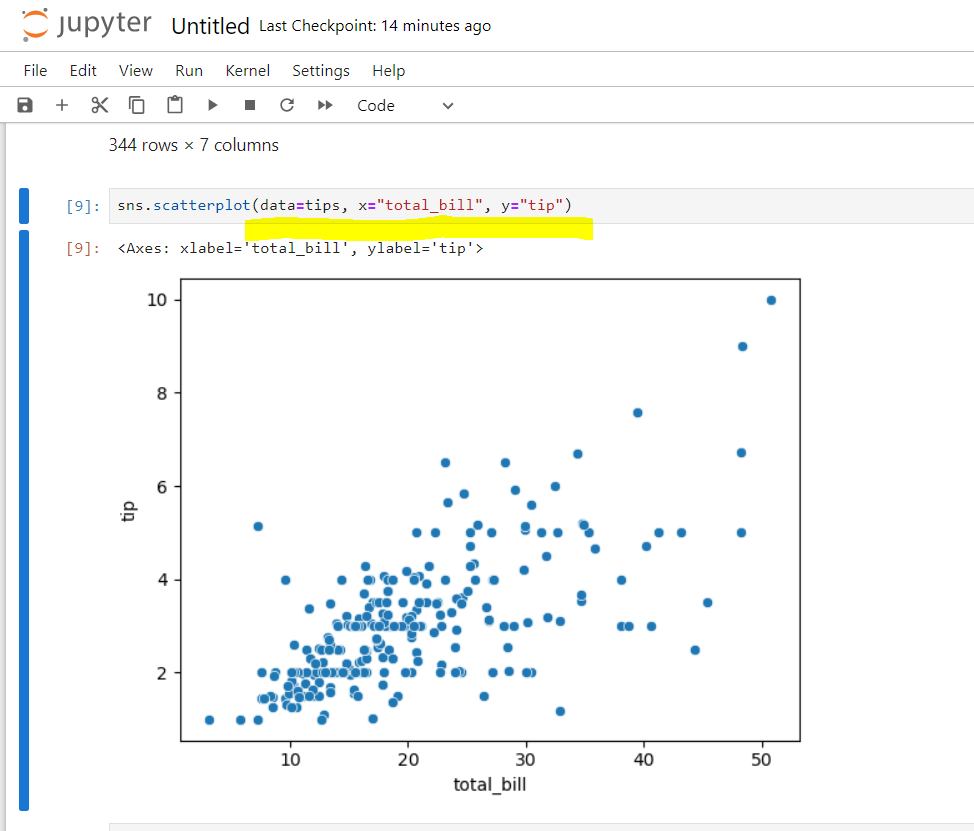 jupyter Untitled Last Checkpoint: 14 minutes ago
File Edit View Run Kernel Settings Help
Code
344 rows × 7 columns
[9]: sns.scatterplot(data=tips, x="total_bill", y="tip")
[9]: <Axes: xlabel='total_bill', ylabel='tip'>
10
8
6
4
2
tip
10 20 30 40 50
total_bill